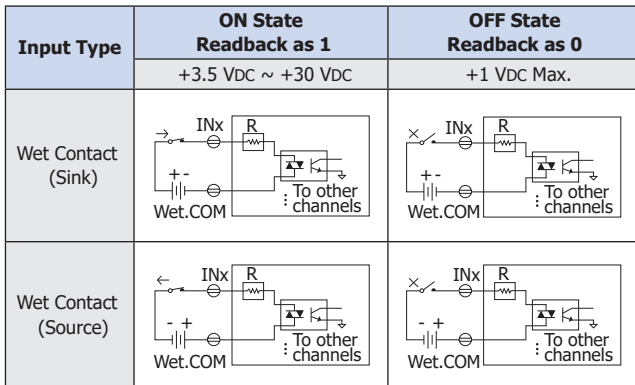 Input Type
ON State
Readback as 1
OFF State
Readback as 0
+3.5 VDC ~ +30 VDC
+1 VDC Max.
Wet Contact
(Sink)
INx
R
+ -
Wet.COM
To other
channels
INx
R
+ -
Wet.COM
To other
channels
Wet Contact
(Source)
INx
R
- +
Wet.COM
To other
channels
INx
R
- +
Wet.COM
To other
channels